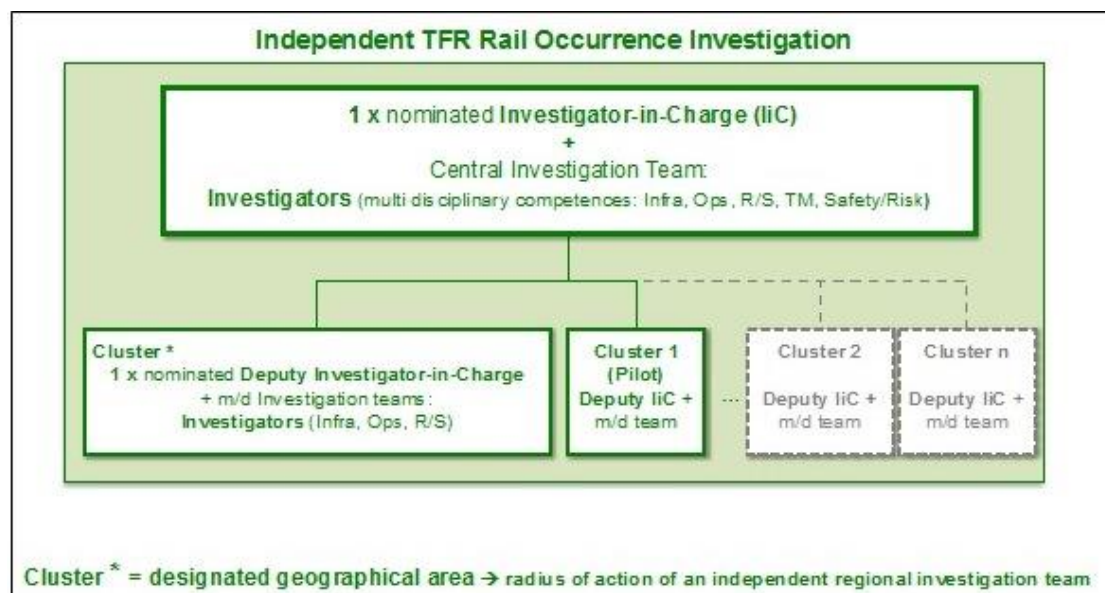 Independent TFR Rail Occurrence Investigation
1 x nominated Investigator-in-Charge (IiC)
+
Central Investigation Team:
Investigators (multi disciplinary competences: Infra, Ops, R/S, TM, Safety/Risk)
Cluster *
1 x nominated Deputy Investigator-in-Charge
+ m/d Investigation teams:
Investigators (Infra, Ops, R/S)
Cluster 1
(Pilot)
Deputy IiC +
m/d team
...
Cluster 2
Deputy IiC +
m/d team
Cluster n
Deputy IiC +
m/d team
Cluster * = designated geographical area → radius of action of an independent regional investigation team